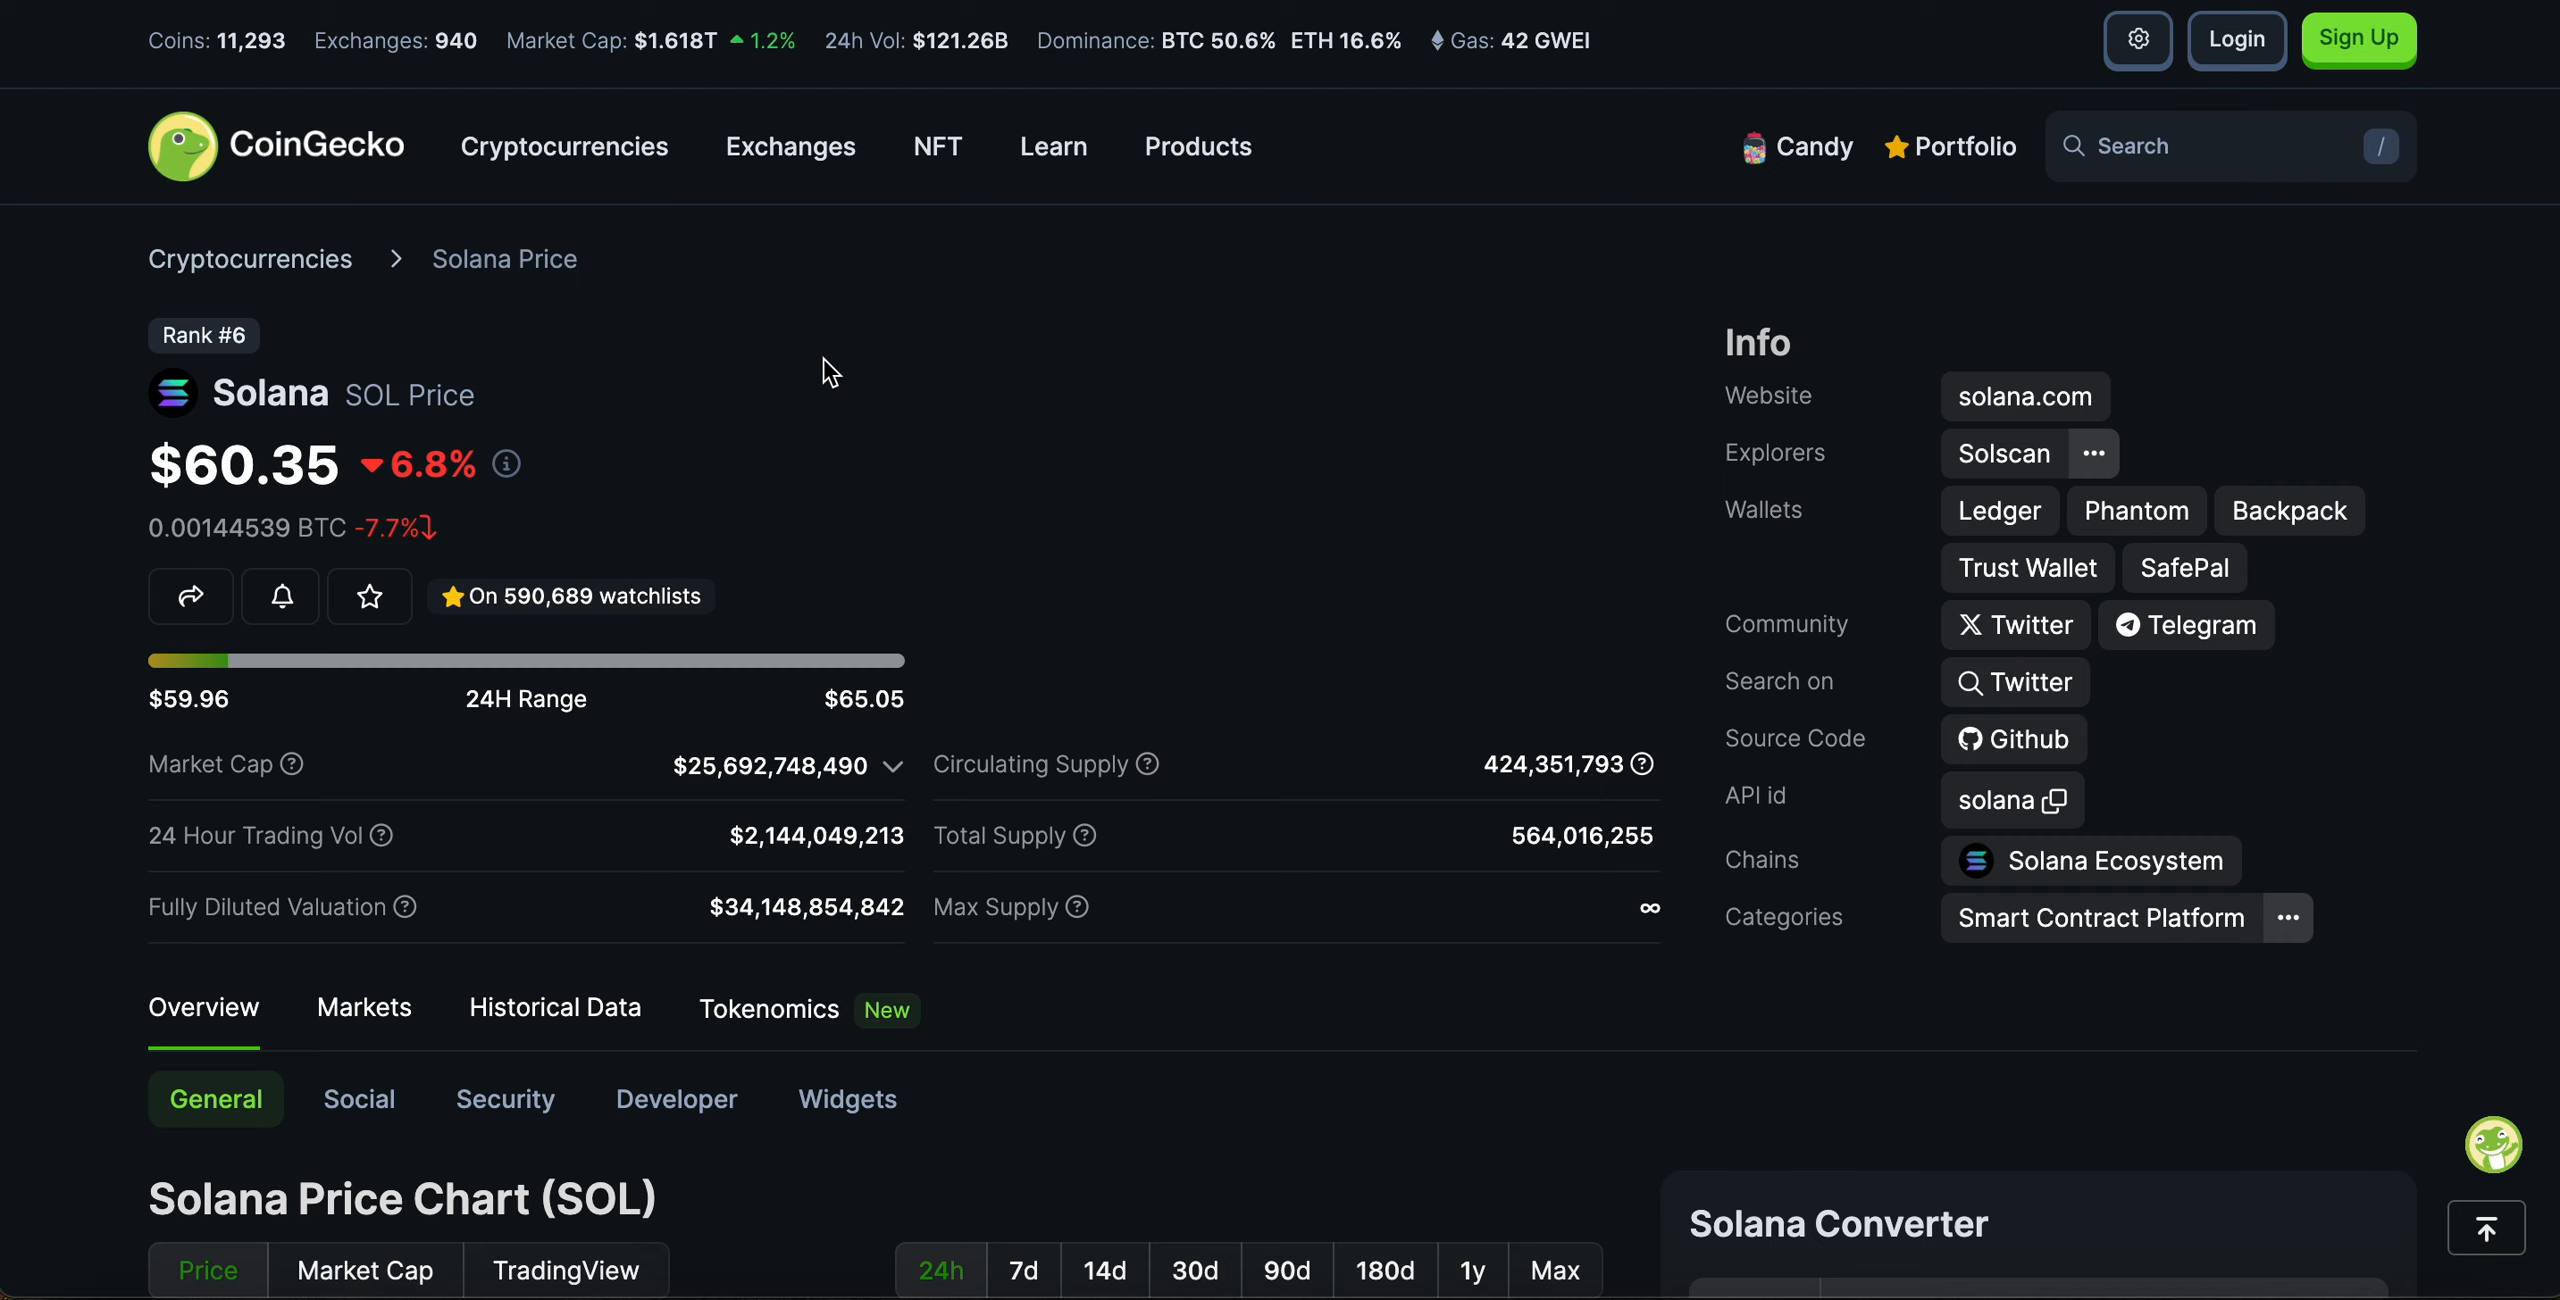 Coins: 11,293 Exchanges: 940 Market Cap: $1.618T 1.2% 24h Vol: $121.26B Dominance: BTC 50.6% ETH 16.6% Gas: 42 GWEI Login Sign Up
CoinGecko Cryptocurrencies Exchanges NFT Learn Products Candy Portfolio Search /
Cryptocurrencies > Solana Price
Rank #6
Solana SOL Price
$60.35 6.8%
0.00144539 BTC -7.7%
On 590,689 watchlists
$59.96 24H Range $65.05
Market Cap $25,692,748,490
24 Hour Trading Vol $2,144,049,213
Fully Diluted Valuation $34,148,854,842
Circulating Supply 424,351,793
Total Supply 564,016,255
Max Supply ∞
Info
Website solana.com
Explorers Solscan ···
Wallets Ledger Phantom Backpack
Trust Wallet SafePal
Community X Twitter Telegram
Search on Twitter
Source Code Github
API id solana
Chains Solana Ecosystem
Categories Smart Contract Platform ···
Overview Markets Historical Data Tokenomics New
General Social Security Developer Widgets
Solana Price Chart (SOL)
Price Market Cap TradingView 24h 7d 14d 30d 90d 180d 1y Max
Solana Converter